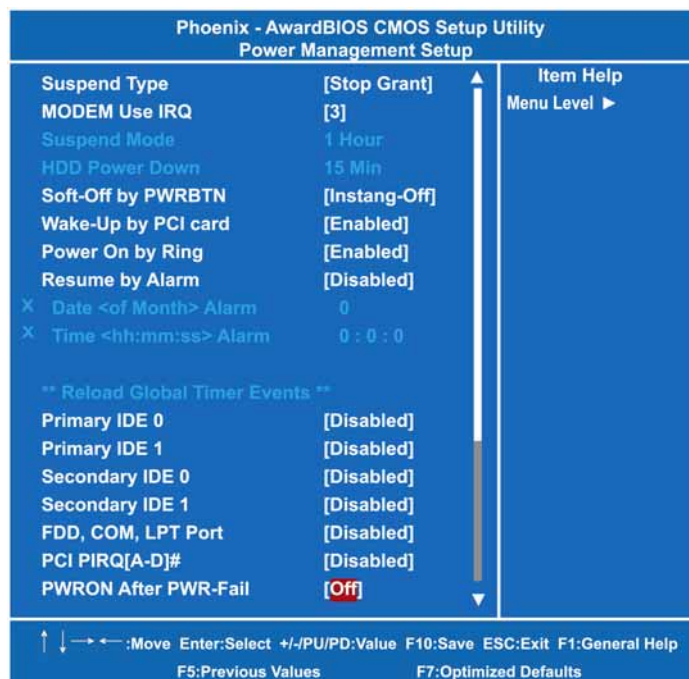 Phoenix - AwardBIOS CMOS Setup Utility
Power Management Setup
Suspend Type [Stop Grant]
MODEM Use IRQ [3]
Suspend Mode 1 Hour
HDD Power Down 15 Min
Soft-Off by PWRBTN [Instang-Off]
Wake-Up by PCI card [Enabled]
Power On by Ring [Enabled]
Resume by Alarm [Disabled]
X Date <of Month> Alarm 0
X Time <hh:mm:ss> Alarm 0 : 0 : 0
** Reload Global Timer Events **
Primary IDE 0 [Disabled]
Primary IDE 1 [Disabled]
Secondary IDE 0 [Disabled]
Secondary IDE 1 [Disabled]
FDD, COM, LPT Port [Disabled]
PCI PIRQ[A-D]# [Disabled]
PWRON After PWR-Fail [Off]
Item Help
Menu Level ►
↑ ↓ → ← :Move Enter:Select +/-/PU/PD:Value F10:Save ESC:Exit F1:General Help
F5:Previous Values F7:Optimized Defaults